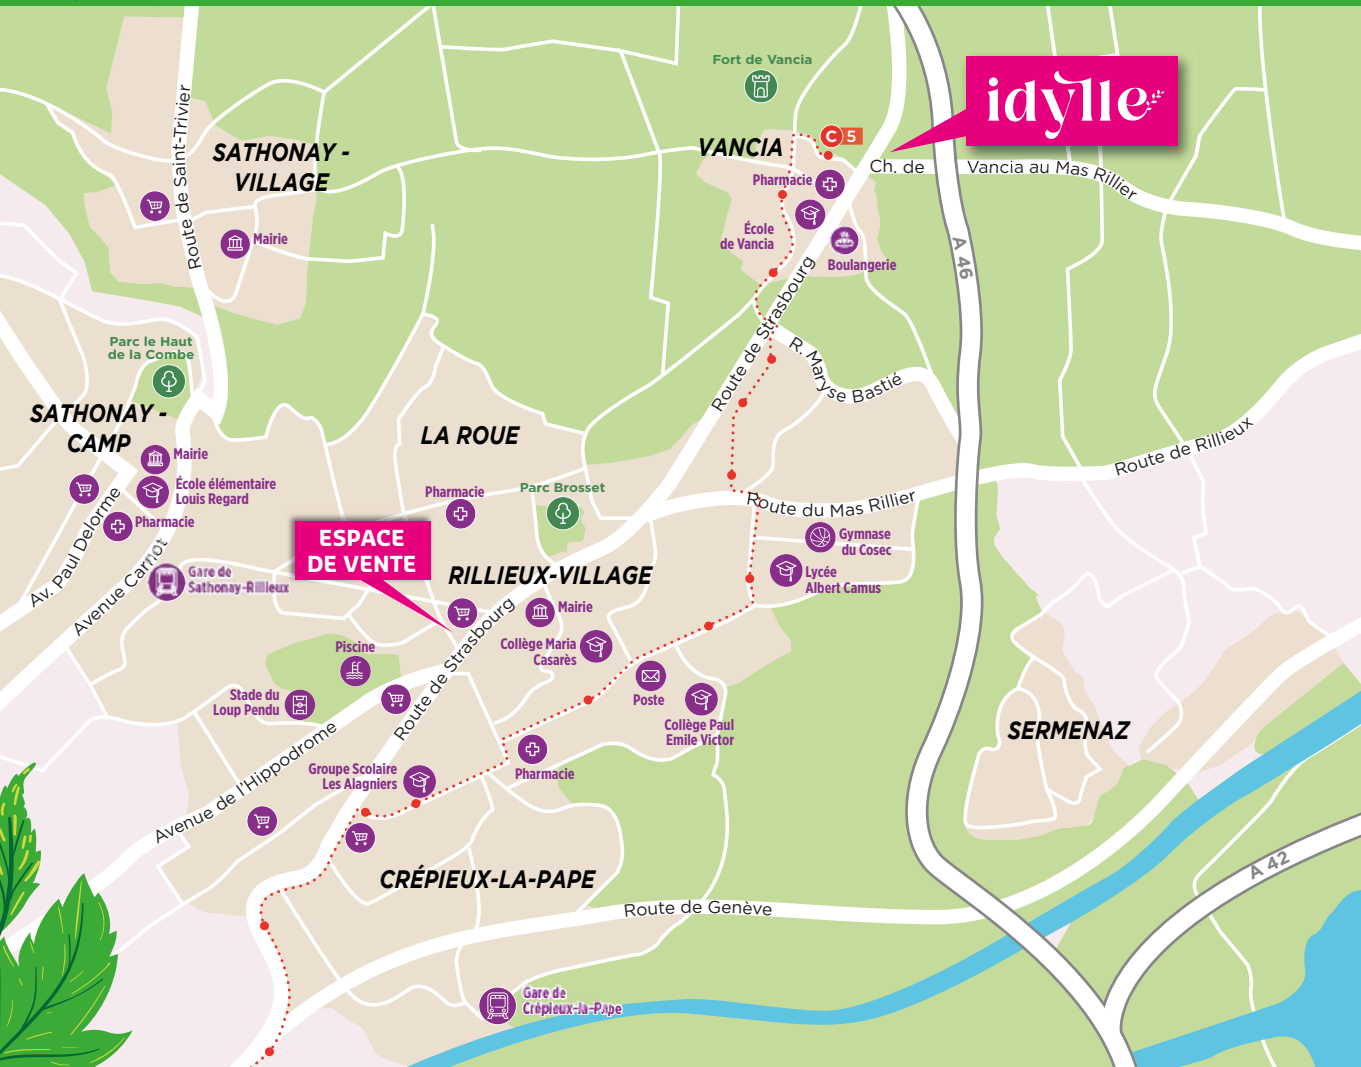 Fort de Vancia
idylle
C 5
VANCIA
Ch. de Vancia au Mas Rillier
Pharmacie
École
de Vancia
Boulangerie
A 46
Route de Saint-Trivier
SATHONAY -
VILLAGE
Mairie
Route de Strasbourg
R. Maryse Bastié
Parc le Haut
de la Combe
SATHONAY -
CAMP
Mairie
École élémentaire
Louis Regard
Pharmacie
Av. Paul Delorme
Avenue Carnot
Gare de
Sathonay-Rillieux
LA ROUE
Pharmacie
Parc Brosset
ESPACE
DE VENTE
Route de Rillieux
Route du Mas Rillier
Gymnase
du Cosec
Lycée
Albert Camus
RILLIEUX-VILLAGE
Mairie
Route de Strasbourg
Collège Maria
Casarès
Piscine
Stade du
Loup Pendu
Poste
Collège Paul
Emile Victor
SERMENAZ
Avenue de l'Hippodrome
Groupe Scolaire
Les Alagniers
Pharmacie
CRÉPIEUX-LA-PAPE
Route de Genève
A 42
Gare de
Crépieux-la-Pape